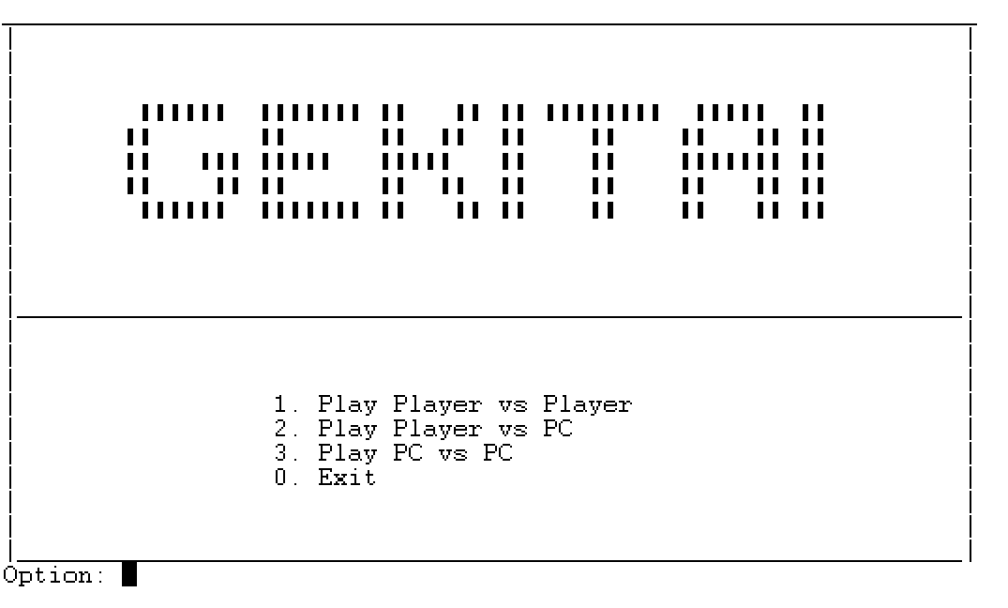 GEKITAI
1. Play Player vs Player
2. Play Player vs PC
3. Play PC vs PC
0. Exit
Option: